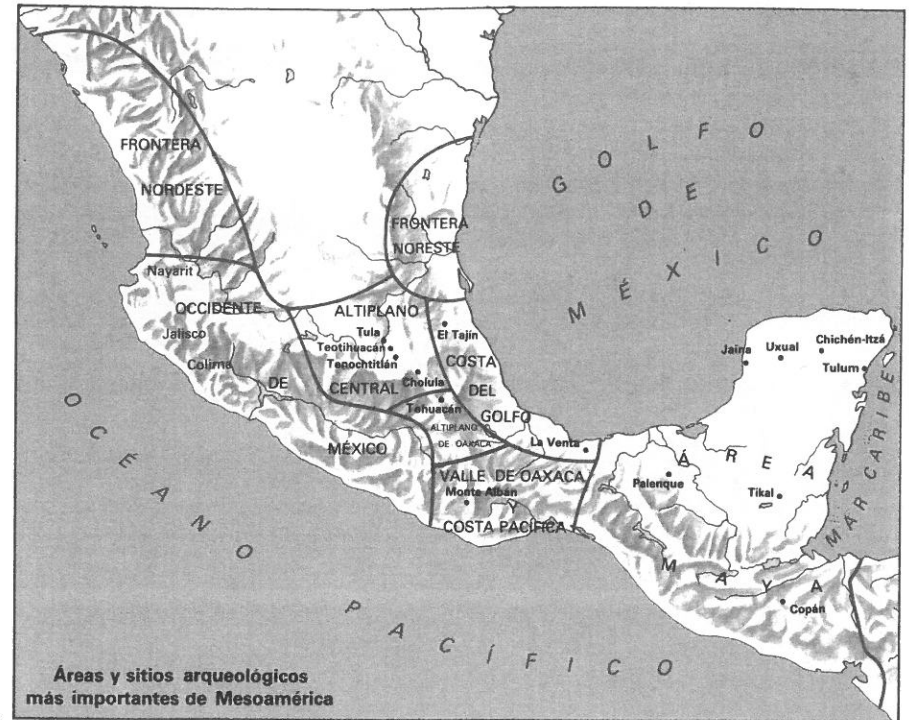 FRONTERA
NORDESTE
FRONTERA
NORESTE
GOLFO
DE
MÉXICO
Nayarit
OCCIDENTE
Jalisco
Colima
DE
MÉXICO
ALTIPLANO
Tula
Teotihuacán
Tenochtitlán
Cholula
CENTRAL
El Tajín
COSTA
DEL
GOLFO
Tehuacán
ALTIPLANO
DE OAXACA
La Venta
VALLE DE OAXACA
Monte Albán
Y
COSTA PACÍFICA
Jaina
Uxual
Chichén-Itzá
Tulum
MAR CARIBE
ÁREA
Palenque
Tikal
MAYA
Copán
OCÉANO
PACÍFICO
Áreas y sitios arqueológicos
más importantes de Mesoamérica